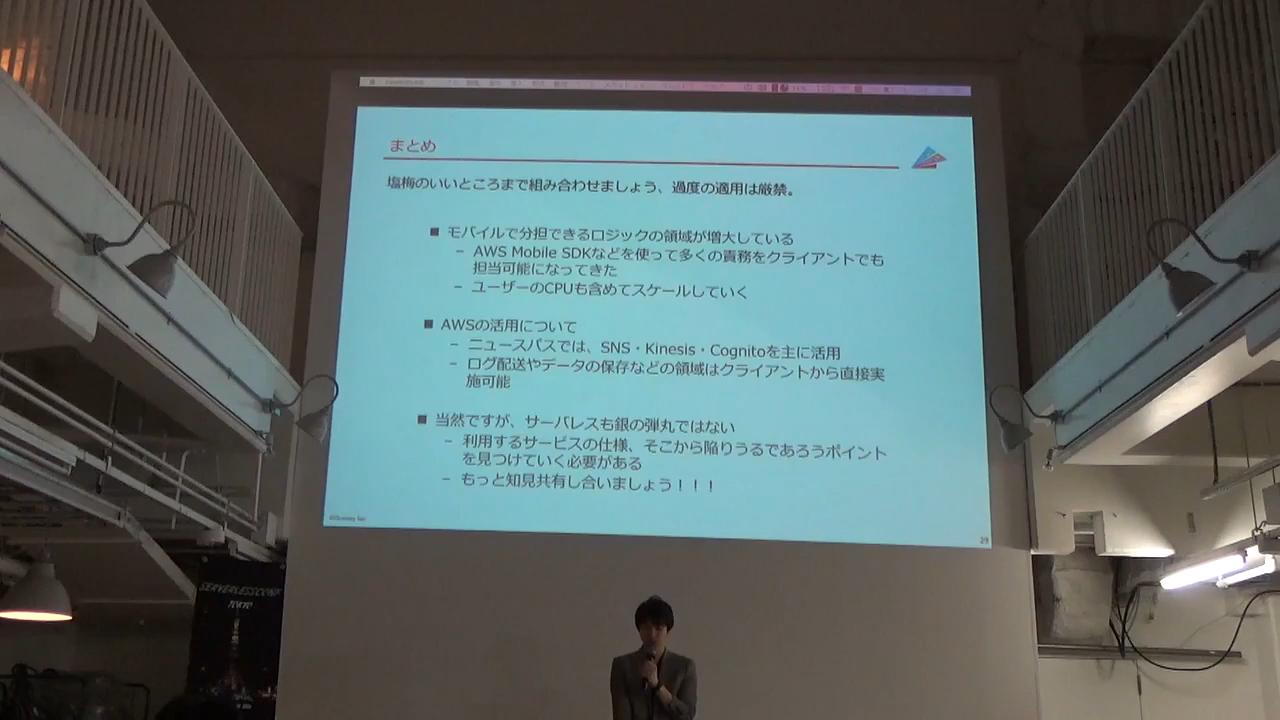 まとめ
塩梅のいいところまで組み合わせましょう、過度の適用は厳禁。
■ モバイルで分担できるロジックの領域が増大している
− AWS Mobile SDKなどを使って多くの責務をクライアントでも
担当可能になってきた
− ユーザーのCPUも含めてスケールしていく
■ AWSの活用について
− ニュースパスでは、SNS・Kinesis・Cognitoを主に活用
− ログ配送やデータの保存などの領域はクライアントから直接実
施可能
■ 当然ですが、サーバレスも銀の弾丸ではない
− 利用するサービスの仕様、そこから陥りうるであろうポイント
を見つけていく必要がある
− もっと知見共有し合いましょう！！！
29
SERVERLESSCONF
TOKYO